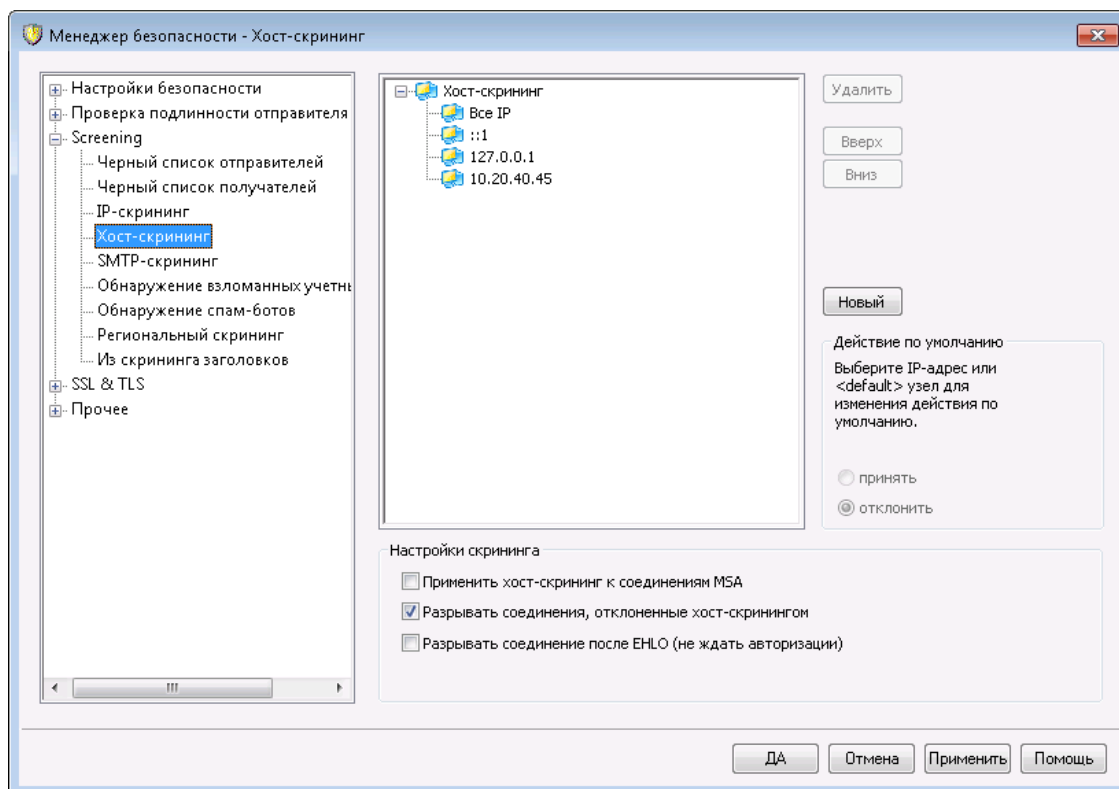 Менеджер безопасности - Хост-скрининг
Настройки безопасности
Проверка подлинности отправителя
Screening
Черный список отправителей
Черный список получателей
IP-скрининг
Хост-скрининг
SMTP-скрининг
Обнаружение взломанных учетнь
Обнаружение спам-ботов
Региональный скрининг
Из скрининга заголовков
SSL & TLS
Прочее
Хост-скрининг
Все IP
::1
127.0.0.1
10.20.40.45
Удалить
Вверх
Вниз
Новый
Действие по умолчанию
Выберите IP-адрес или
<default> узел для
изменения действия по
умолчанию.
принять
отклонить
Настройки скрининга
Применить хост-скрининг к соединениям MSA
Разрывать соединения, отклоненные хост-скринингом
Разрывать соединение после EHLO (не ждать авторизации)
ДА
Отмена
Применить
Помощь